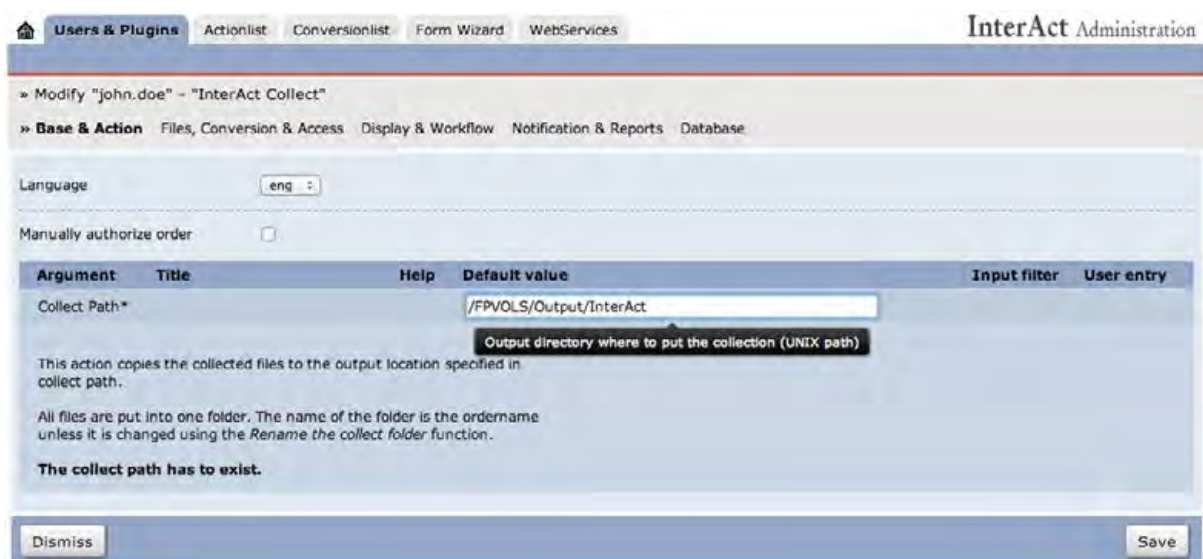 Users & Plugins Actionlist Conversionlist Form Wizard WebServices InterAct Administration
» Modify "john.doe" - "InterAct Collect"
» Base & Action Files, Conversion & Access Display & Workflow Notification & Reports Database
Language eng
Manually authorize order
Argument Title Help Default value Input filter User entry
Collect Path* /FPVOLS/Output/InterAct
Output directory where to put the collection (UNIX path)
This action copies the collected files to the output location specified in
collect path.
All files are put into one folder. The name of the folder is the ordername
unless it is changed using the Rename the collect folder function.
The collect path has to exist.
Dismiss Save